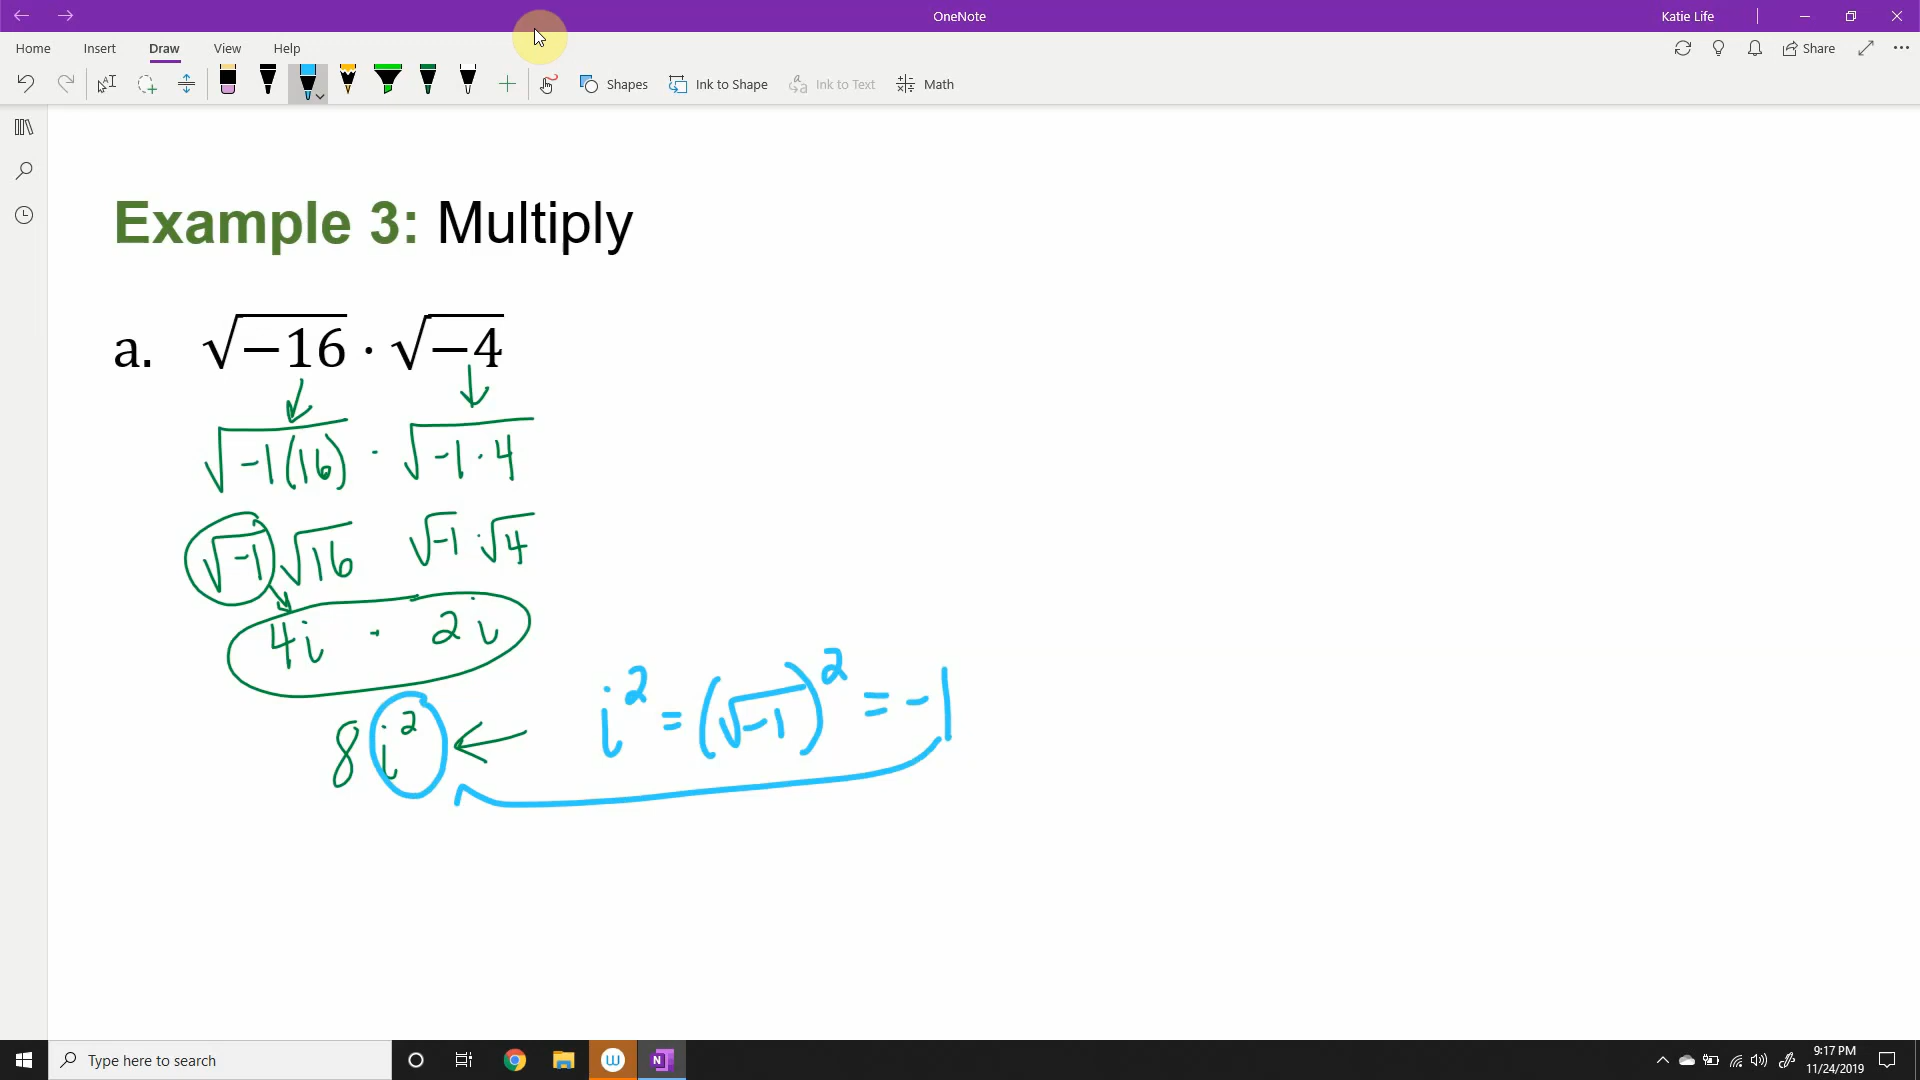 OneNote
Katie Life
Home Insert Draw View Help
Share
Shapes Ink to Shape Ink to Text Math
Example 3: Multiply
a. √−16 · √−4
√-1(16) · √-1·4
√-1 √16 √-1 · √4
4i · 2i
8i² ← i² = (√-1)² = -1
Type here to search
9:17 PM
11/24/2019